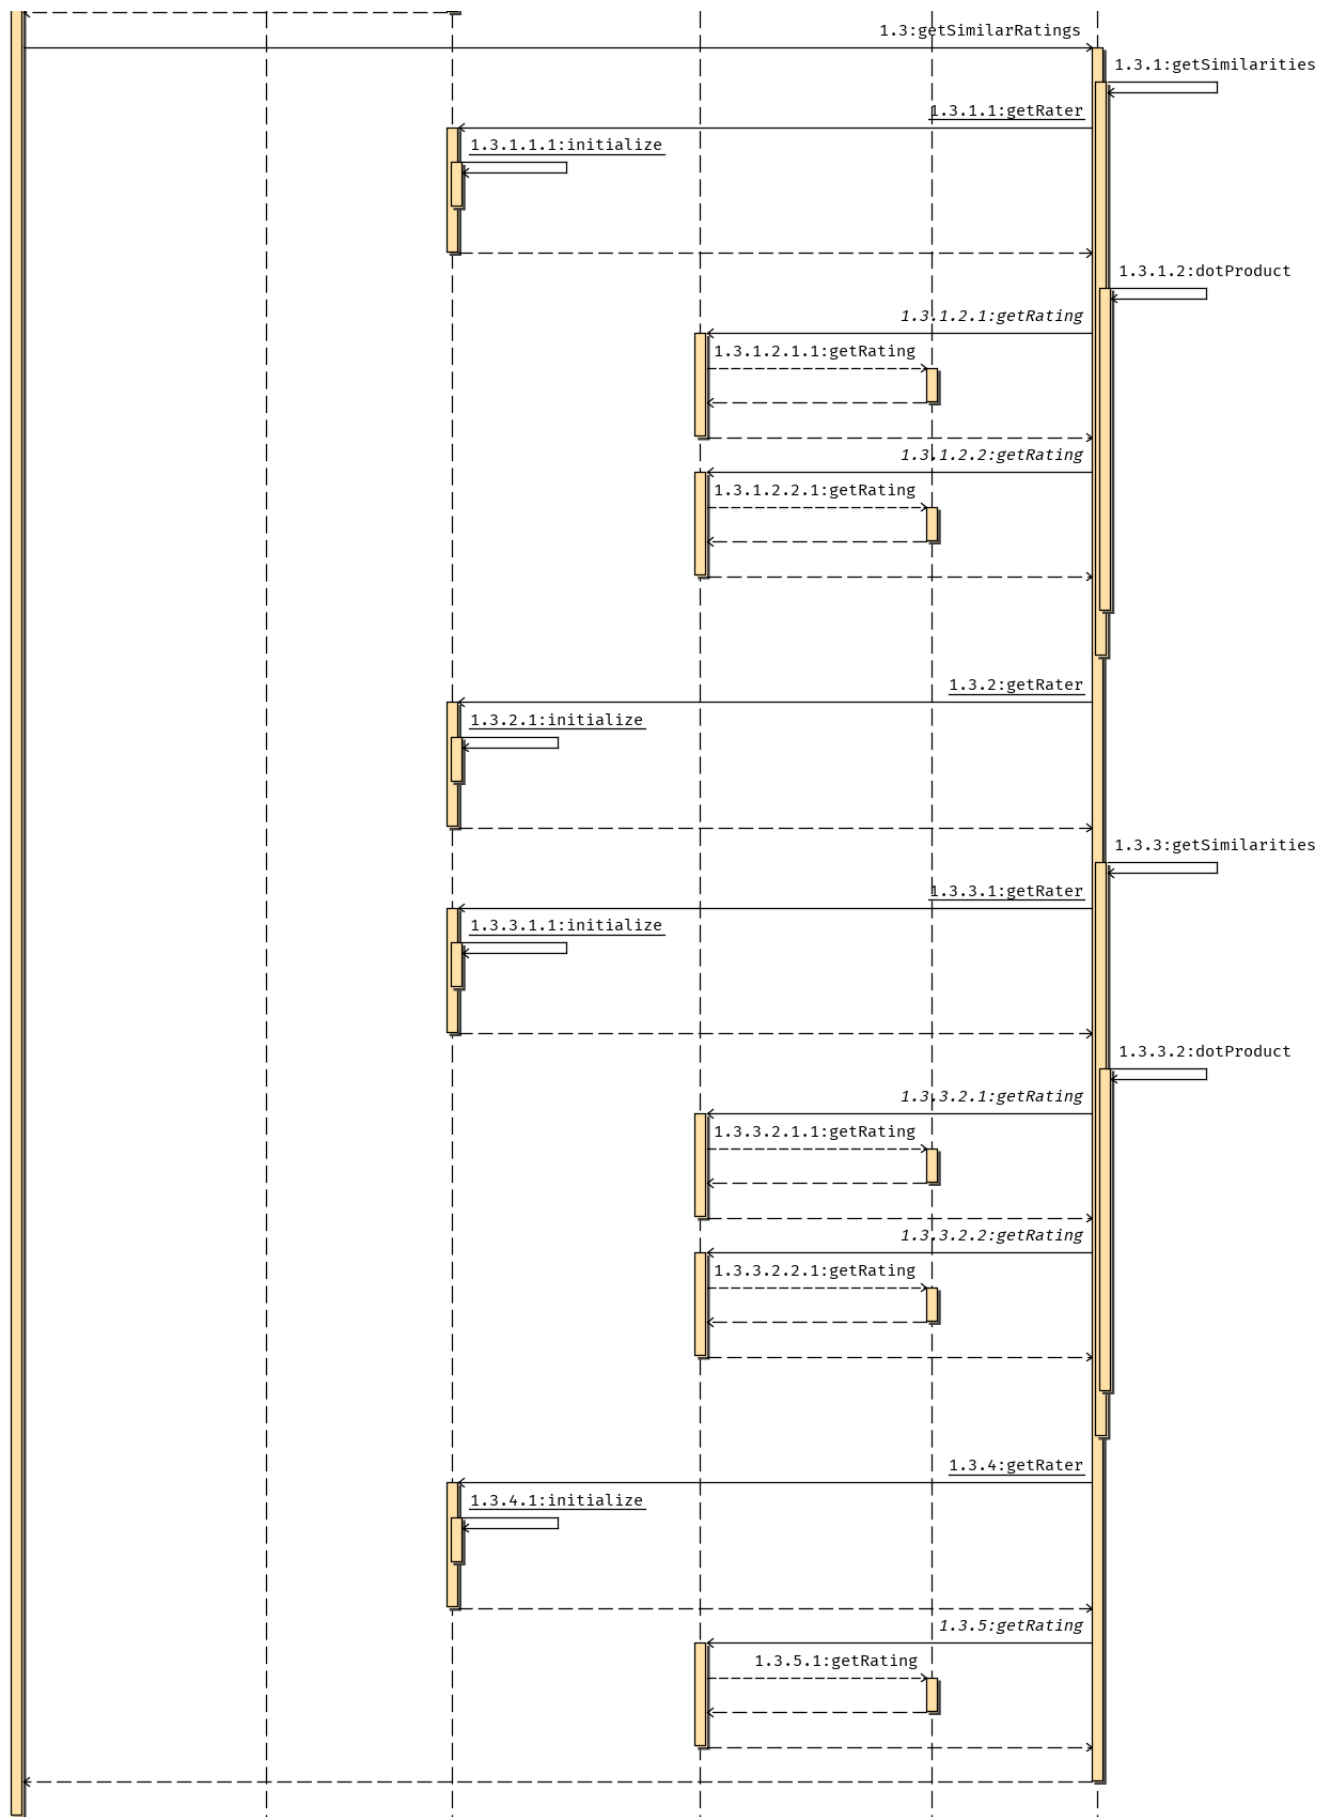 1.3:getSimilarRatings
1.3.1:getSimilarities
1.3.1.1:getRater
1.3.1.1.1:initialize
1.3.1.2:dotProduct
1.3.1.2.1:getRating
1.3.1.2.1.1:getRating
1.3.1.2.2:getRating
1.3.1.2.2.1:getRating
1.3.2:getRater
1.3.2.1:initialize
1.3.3:getSimilarities
1.3.3.1:getRater
1.3.3.1.1:initialize
1.3.3.2:dotProduct
1.3.3.2.1:getRating
1.3.3.2.1.1:getRating
1.3.3.2.2:getRating
1.3.3.2.2.1:getRating
1.3.4:getRater
1.3.4.1:initialize
1.3.5:getRating
1.3.5.1:getRating